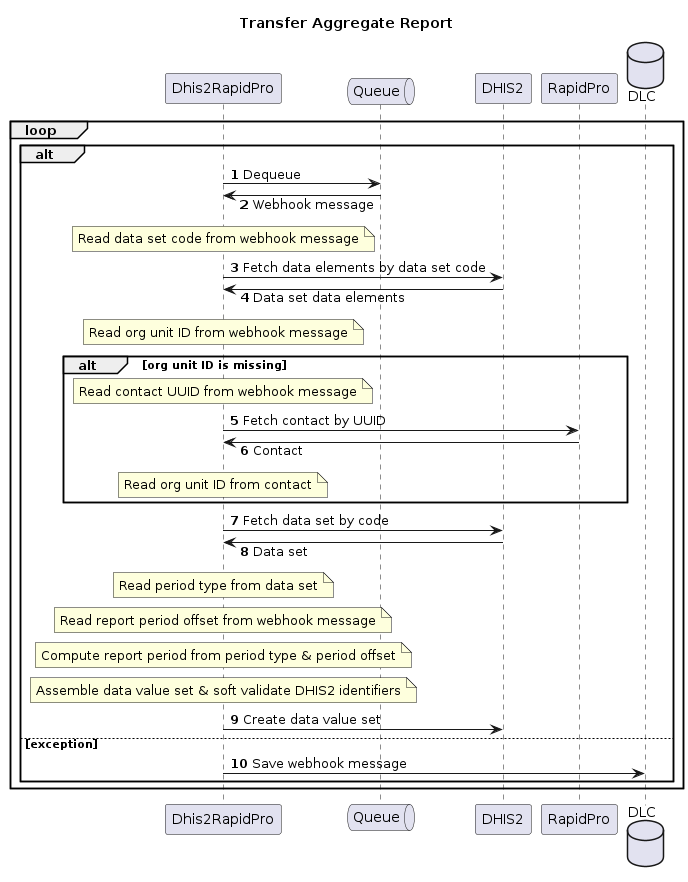 Transfer Aggregate Report
Dhis2RapidPro
Queue
DHIS2
RapidPro
DLC
loop
alt
1 Dequeue
2 Webhook message
Read data set code from webhook message
3 Fetch data elements by data set code
4 Data set data elements
Read org unit ID from webhook message
alt [org unit ID is missing]
Read contact UUID from webhook message
5 Fetch contact by UUID
6 Contact
Read org unit ID from contact
7 Fetch data set by code
8 Data set
Read period type from data set
Read report period offset from webhook message
Compute report period from period type & period offset
Assemble data value set & soft validate DHIS2 identifiers
9 Create data value set
[exception]
10 Save webhook message
Dhis2RapidPro
Queue
DHIS2
RapidPro
DLC